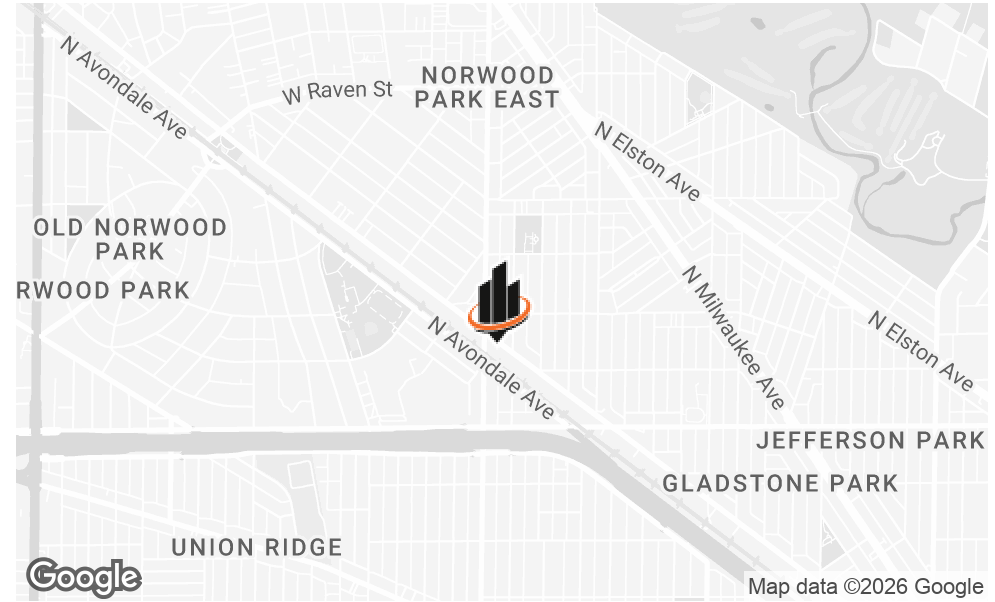 N Avondale Ave
W Raven St
NORWOOD
PARK EAST
N Elston Ave
OLD NORWOOD
PARK
RWOOD PARK
N Milwaukee Ave
N Avondale Ave
N Elston Ave
JEFFERSON PARK
GLADSTONE PARK
UNION RIDGE
Google
Map data ©2026 Google